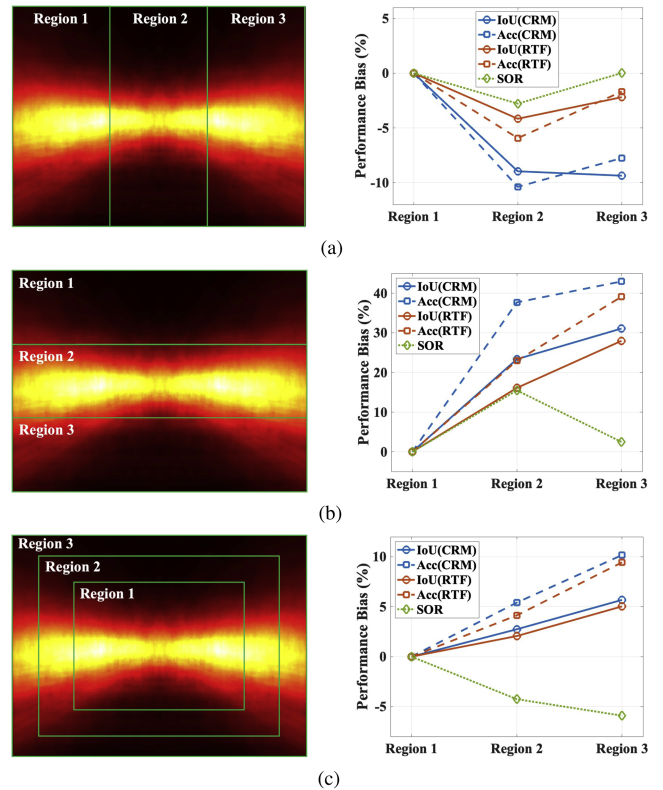 Region 1 Region 2 Region 3
Performance Bias (%)
5
0
-5
-10
IoU(CRM)
Acc(CRM)
IoU(RTF)
Acc(RTF)
SOR
Region 1 Region 2 Region 3
(a)
Region 1
Region 2
Region 3
Performance Bias (%)
40
30
20
10
0
IoU(CRM)
Acc(CRM)
IoU(RTF)
Acc(RTF)
SOR
Region 1 Region 2 Region 3
(b)
Region 3
Region 2
Region 1
Performance Bias (%)
10
5
0
-5
IoU(CRM)
Acc(CRM)
IoU(RTF)
Acc(RTF)
SOR
Region 1 Region 2 Region 3
(c)